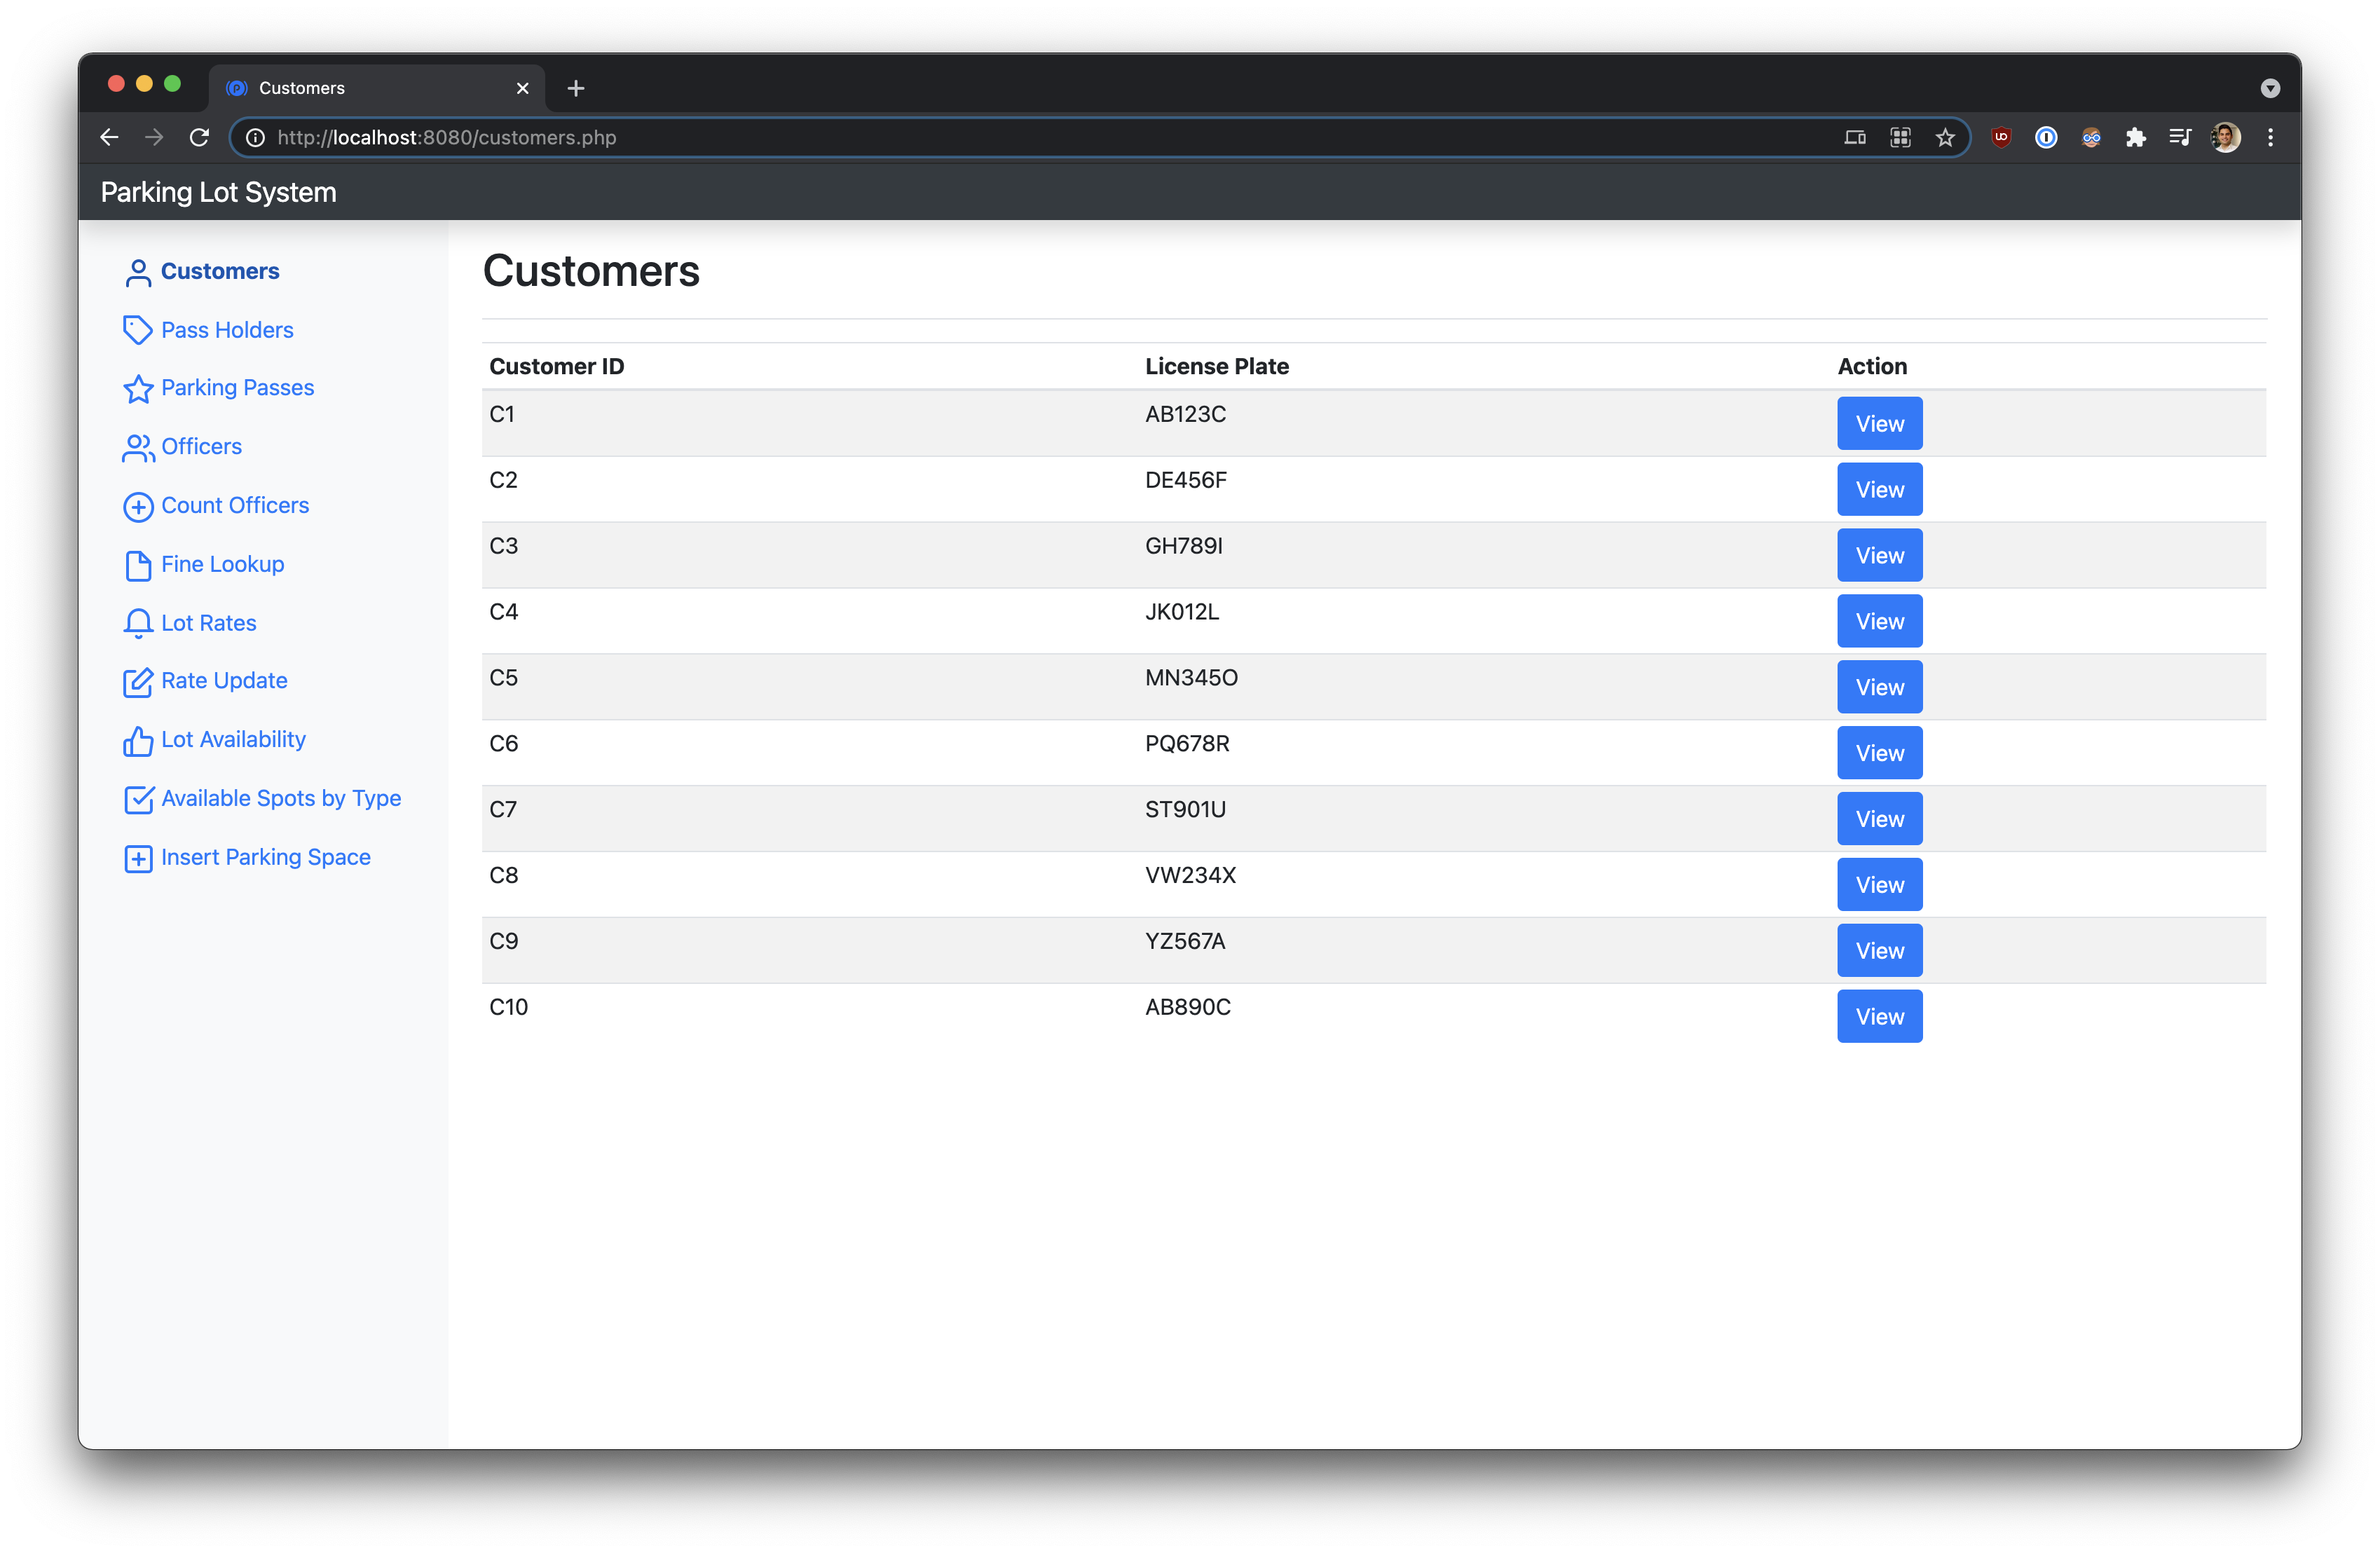 Customers
http://localhost:8080/customers.php
Parking Lot System
Customers
Pass Holders
Parking Passes
Officers
Count Officers
Fine Lookup
Lot Rates
Rate Update
Lot Availability
Available Spots by Type
Insert Parking Space
Customers
Customer ID License Plate Action
C1 AB123C View
C2 DE456F View
C3 GH789I View
C4 JK012L View
C5 MN345O View
C6 PQ678R View
C7 ST901U View
C8 VW234X View
C9 YZ567A View
C10 AB890C View